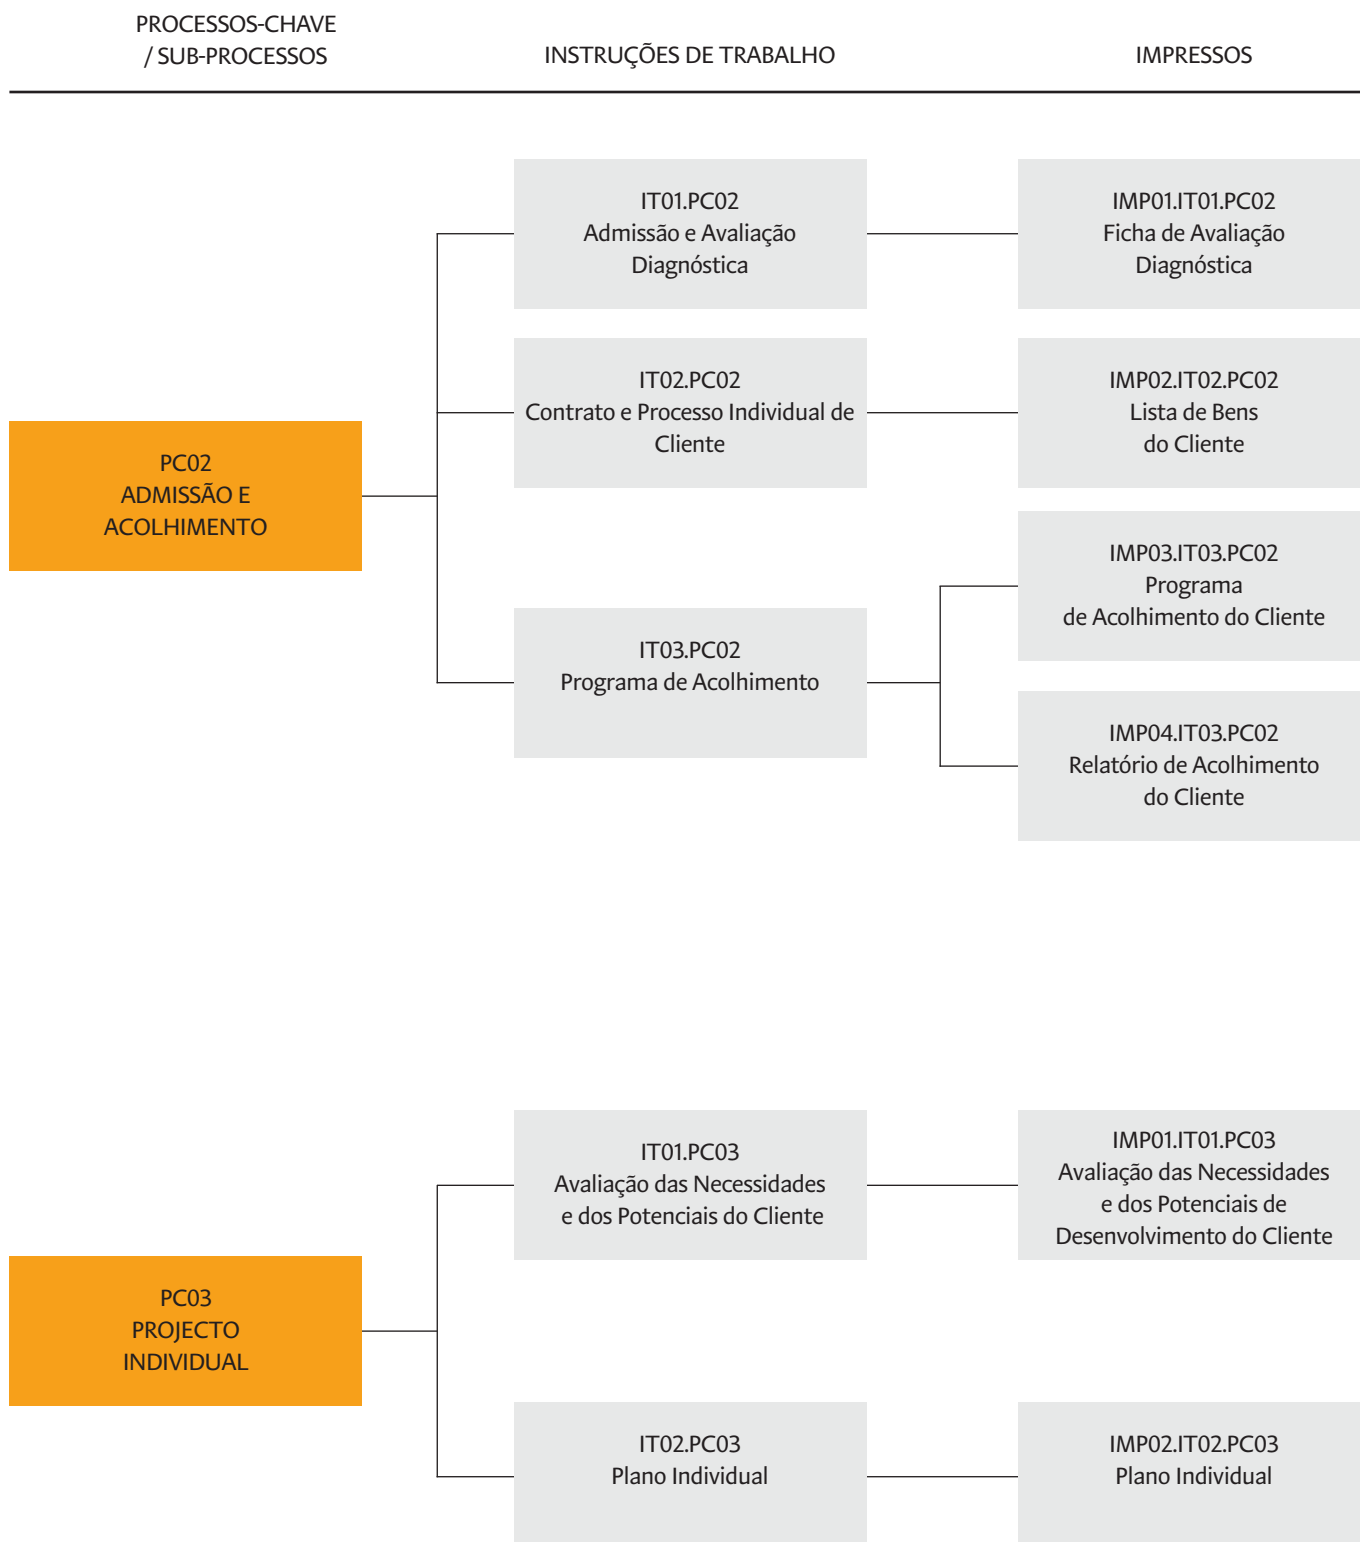 PROCESSOS-CHAVE
/ SUB-PROCESSOS
INSTRUÇÕES DE TRABALHO
IMPRESSOS
PC02
ADMISSÃO E
ACOLHIMENTO
IT01.PC02
Admissão e Avaliação
Diagnóstica
IMP01.IT01.PC02
Ficha de Avaliação
Diagnóstica
IT02.PC02
Contrato e Processo Individual de
Cliente
IMP02.IT02.PC02
Lista de Bens
do Cliente
IT03.PC02
Programa de Acolhimento
IMP03.IT03.PC02
Programa
de Acolhimento do Cliente
IMP04.IT03.PC02
Relatório de Acolhimento
do Cliente
PC03
PROJECTO
INDIVIDUAL
IT01.PC03
Avaliação das Necessidades
e dos Potenciais do Cliente
IMP01.IT01.PC03
Avaliação das Necessidades
e dos Potenciais de
Desenvolvimento do Cliente
IT02.PC03
Plano Individual
IMP02.IT02.PC03
Plano Individual